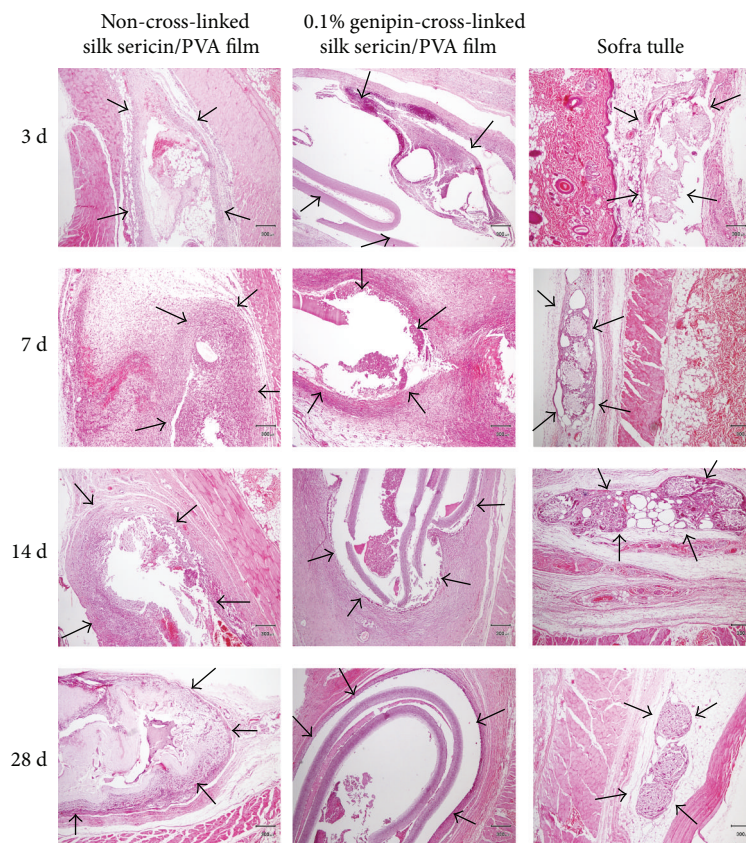 Non-cross-linked
silk sericin/PVA film
0.1% genipin-cross-linked
silk sericin/PVA film
Sofra tulle
3 d
7 d
14 d
28 d